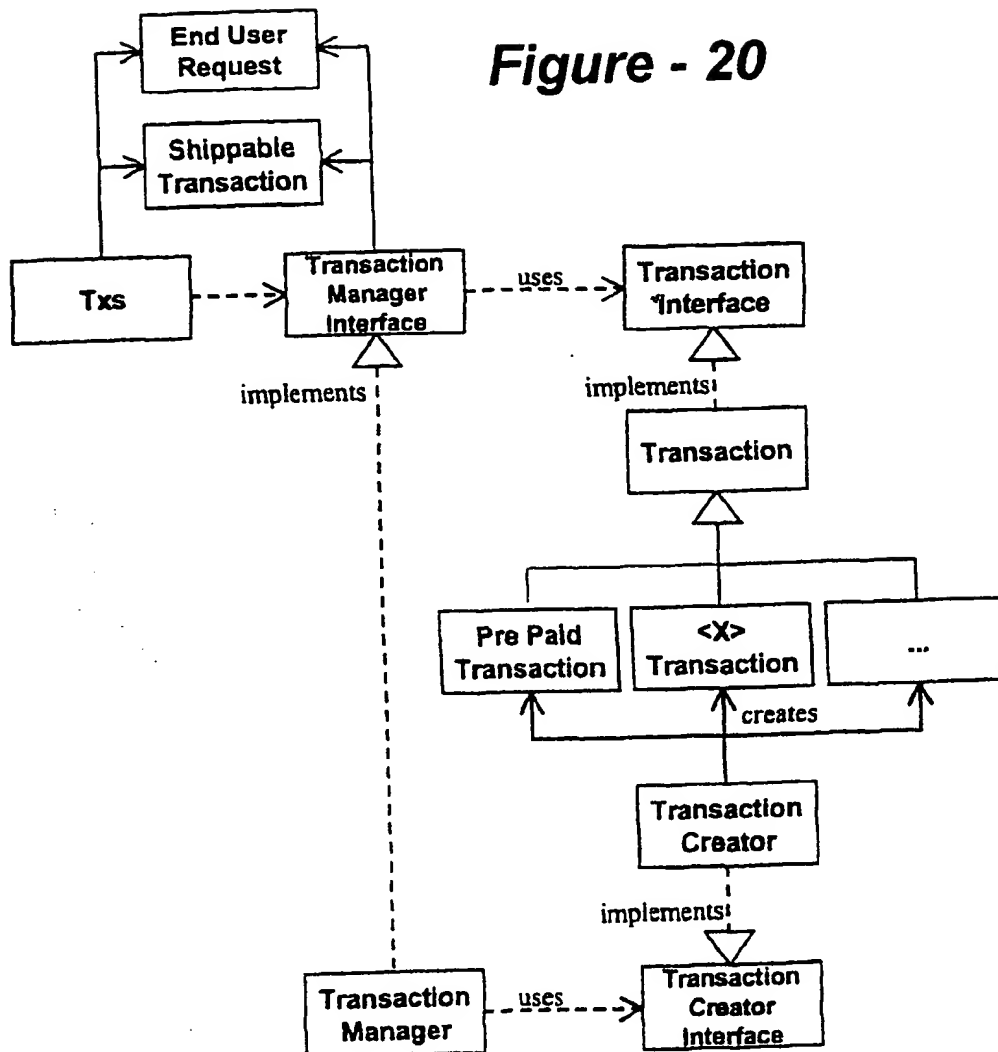 Figure - 20
End User
Request
Shippable
Transaction
Txs
Transaction
Manager
Interface
uses
Transaction
Interface
implements
implements
Transaction
Pre Paid
Transaction
<X>
Transaction
...
creates
Transaction
Creator
implements
Transaction
Manager
uses
Transaction
Creator
Interface